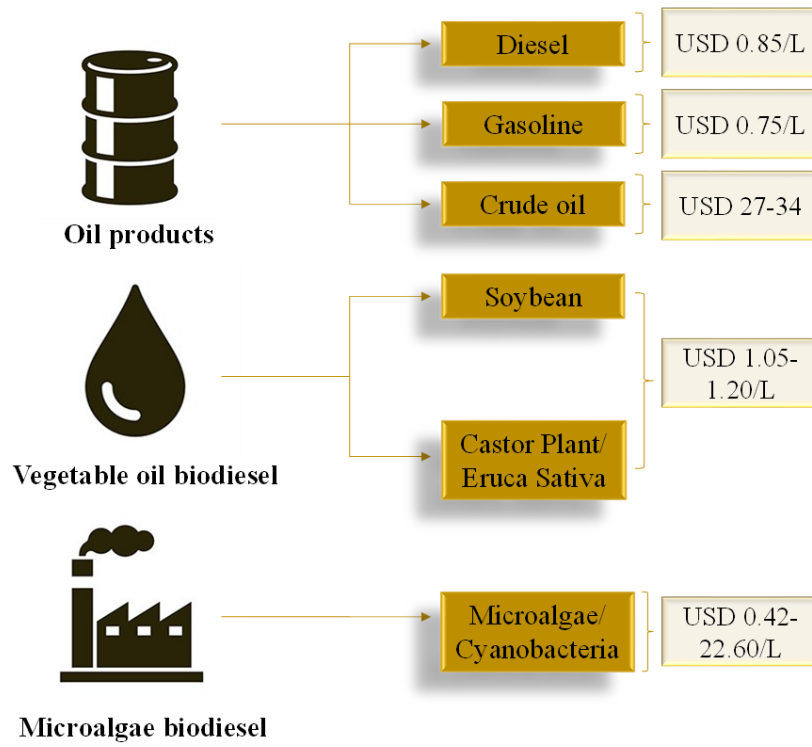 Diesel
USD 0.85/L
Gasoline
USD 0.75/L
Crude oil
USD 27-34
Oil products
Soybean
USD 1.05-
1.20/L
Castor Plant/
Eruca Sativa
Vegetable oil biodiesel
Microalgae/
Cyanobacteria
USD 0.42-
22.60/L
Microalgae biodiesel